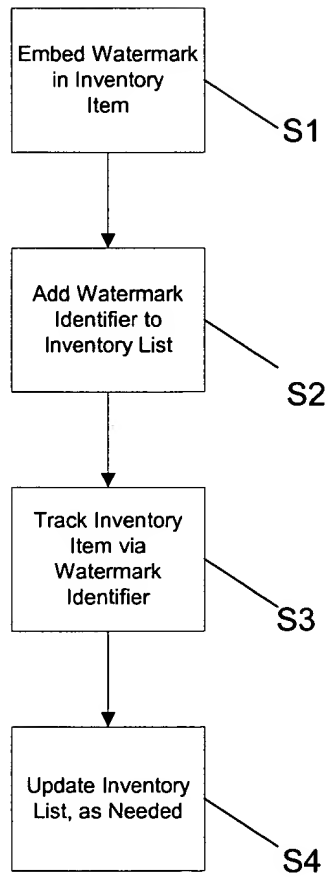 Embed Watermark
in Inventory
Item
S1
Add Watermark
Identifier to
Inventory List
S2
Track Inventory
Item via
Watermark
Identifier
S3
Update Inventory
List, as Needed
S4